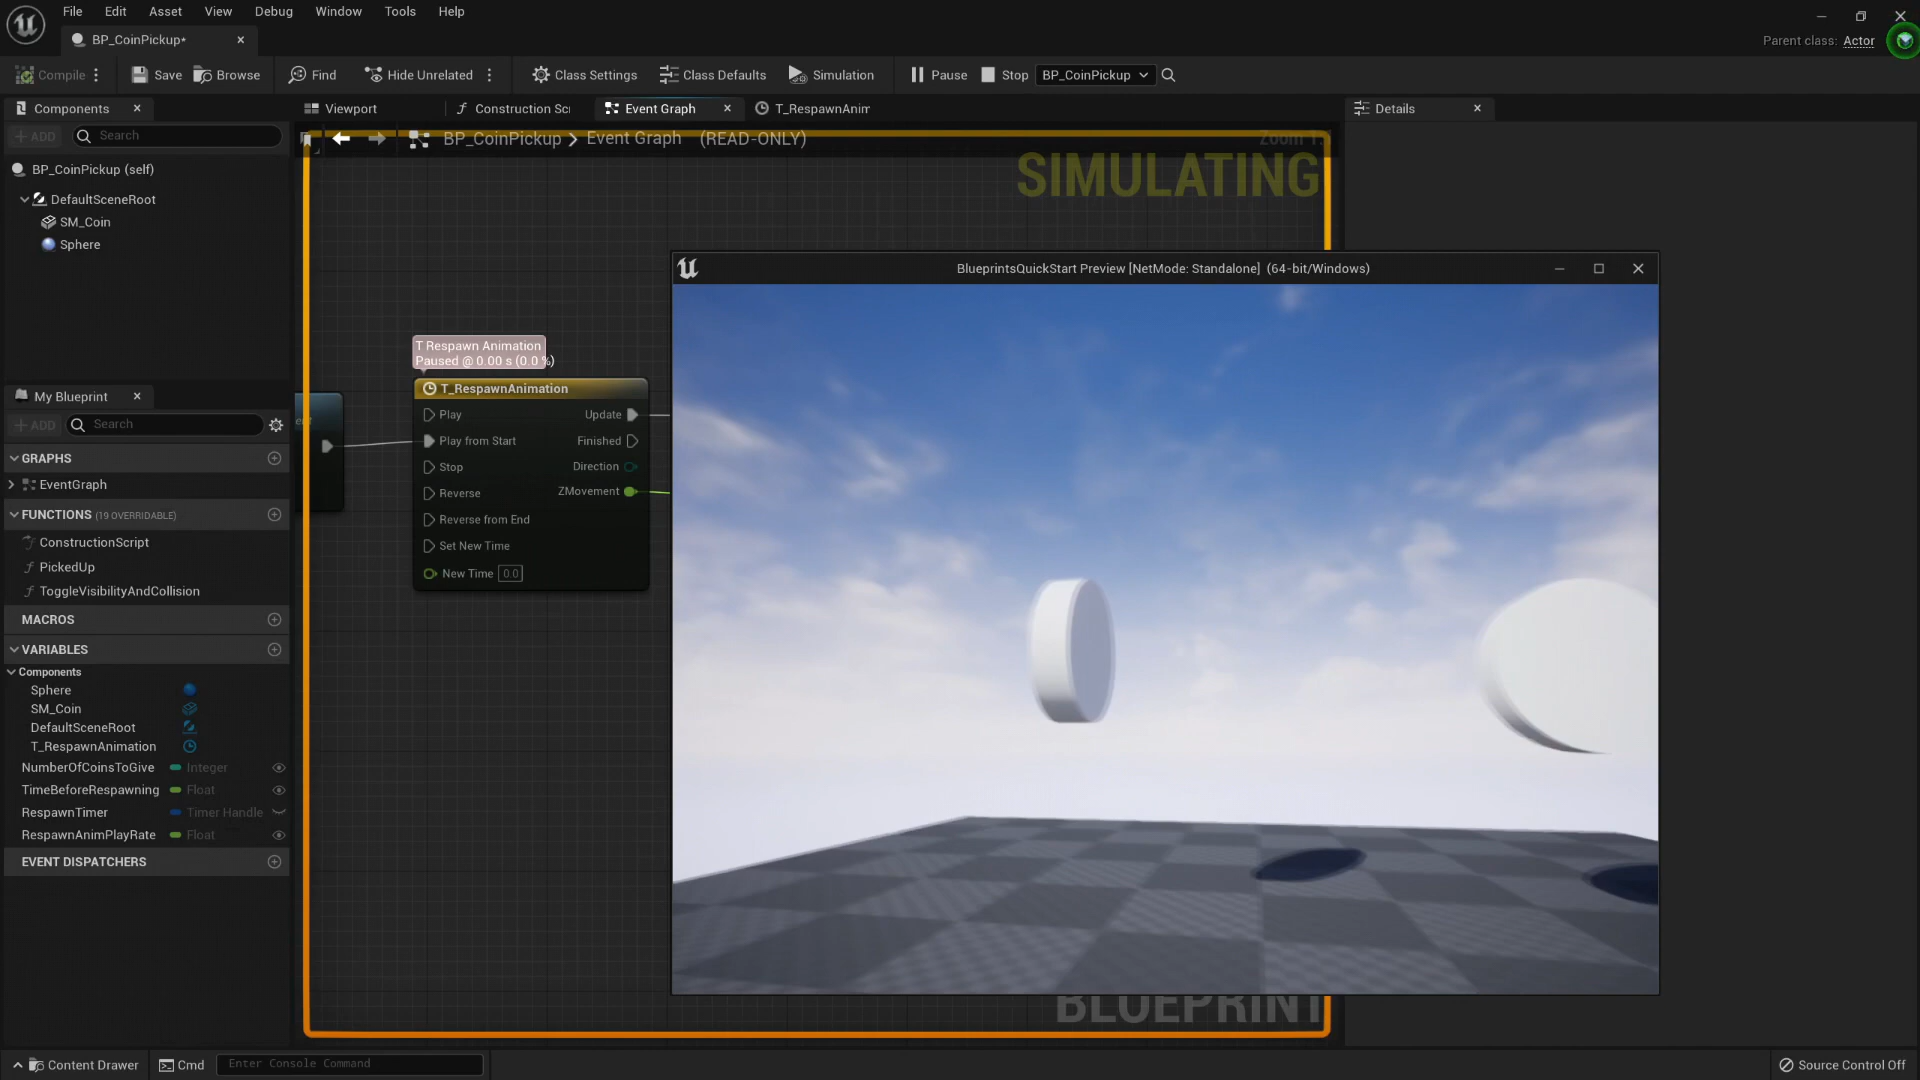 File Edit Asset View Debug Window Tools Help
BP_CoinPickup*
Parent class: Actor
Compile Save Browse Find Hide Unrelated Class Settings Class Defaults Simulation Pause Stop BP_CoinPickup
Components Viewport Construction Sc Event Graph T_RespawnAnim Details
ADD Search
BP_CoinPickup Event Graph (READ-ONLY)
SIMULATING
BP_CoinPickup (self)
DefaultSceneRoot
SM_Coin
Sphere
My Blueprint
ADD Search
GRAPHS
EventGraph
FUNCTIONS (19 OVERRIDABLE)
ConstructionScript
PickedUp
ToggleVisibilityAndCollision
MACROS
VARIABLES
Components
Sphere
SM_Coin
DefaultSceneRoot
T_RespawnAnimation
NumberOfCoinsToGive Integer
TimeBeforeRespawning Float
RespawnTimer Timer Handle
RespawnAnimPlayRate Float
EVENT DISPATCHERS
T Respawn Animation
Paused @ 0.00 s (0.0 %)
T_RespawnAnimation
Play Update
Play from Start Finished
Stop Direction
Reverse ZMovement
Reverse from End
Set New Time
New Time 0.0
BlueprintsQuickStart Preview [NetMode: Standalone] (64-bit/Windows)
BLUEPRINT
Content Drawer Cmd Enter Console Command Source Control Off